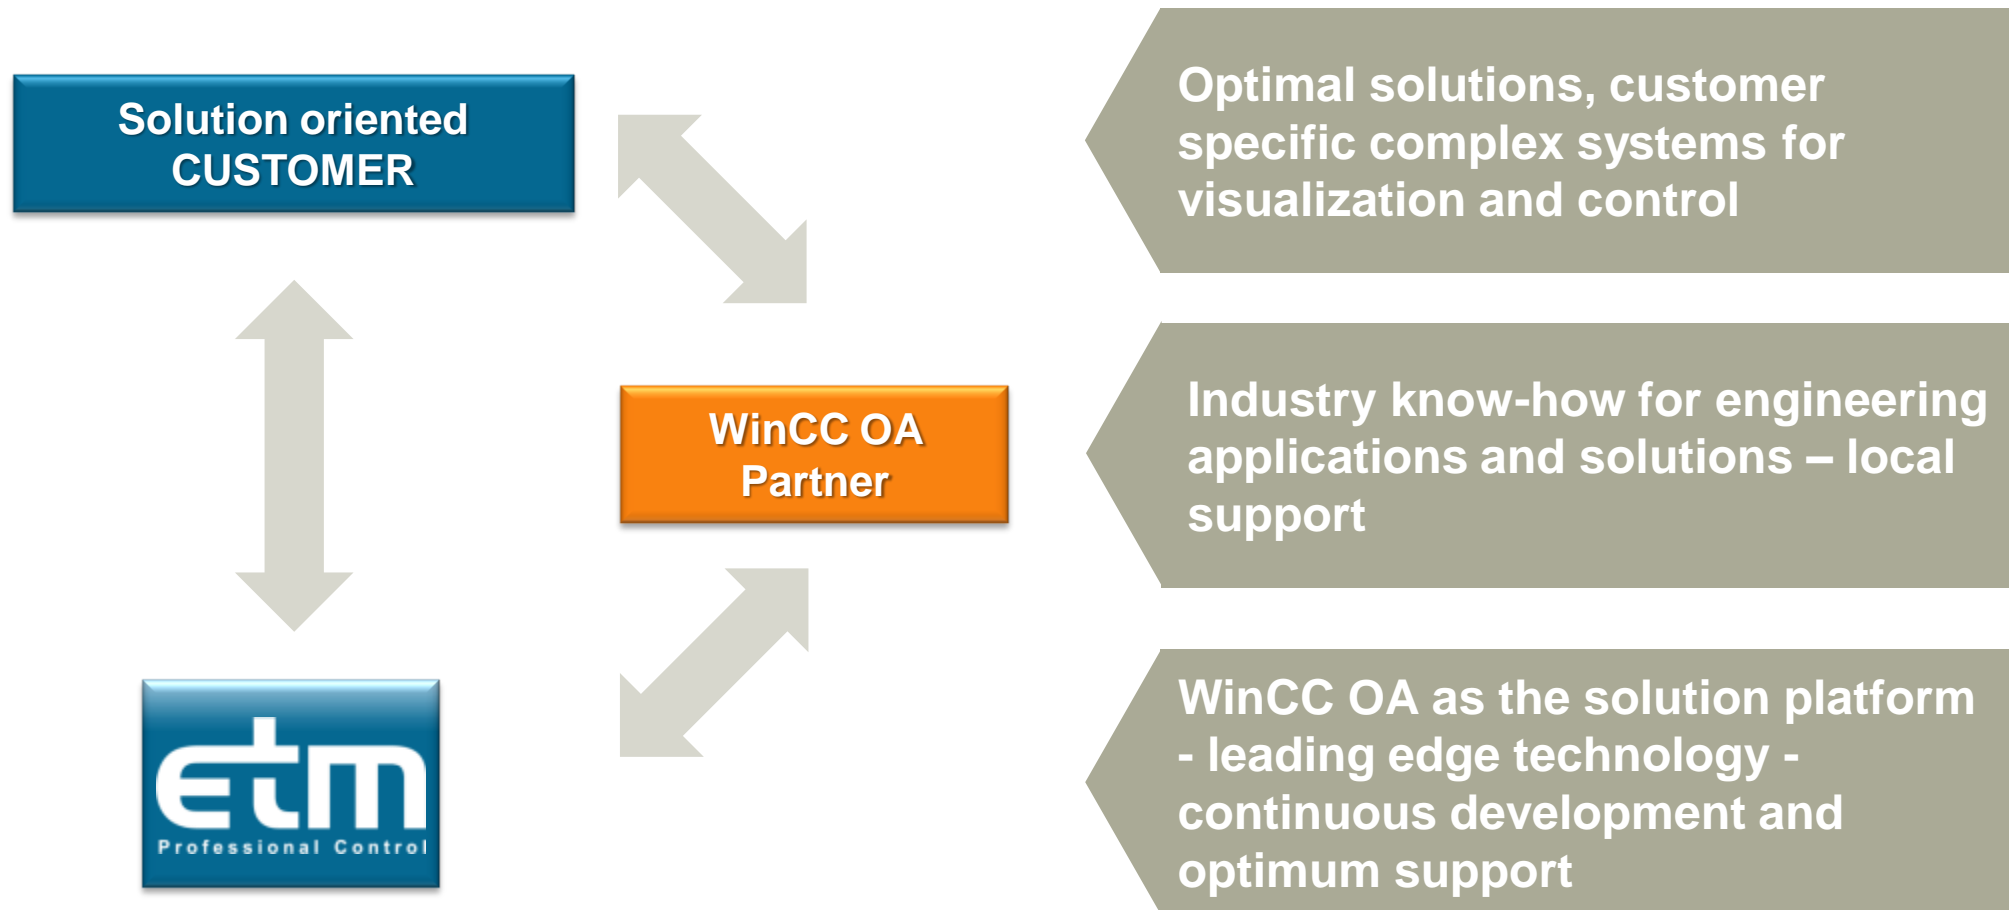 Solution oriented
CUSTOMER
Optimal solutions, customer
specific complex systems for
visualization and control
WinCC OA
Partner
Industry know-how for engineering
applications and solutions – local
support
etm
Professional Control
WinCC OA as the solution platform
- leading edge technology -
continuous development and
optimum support